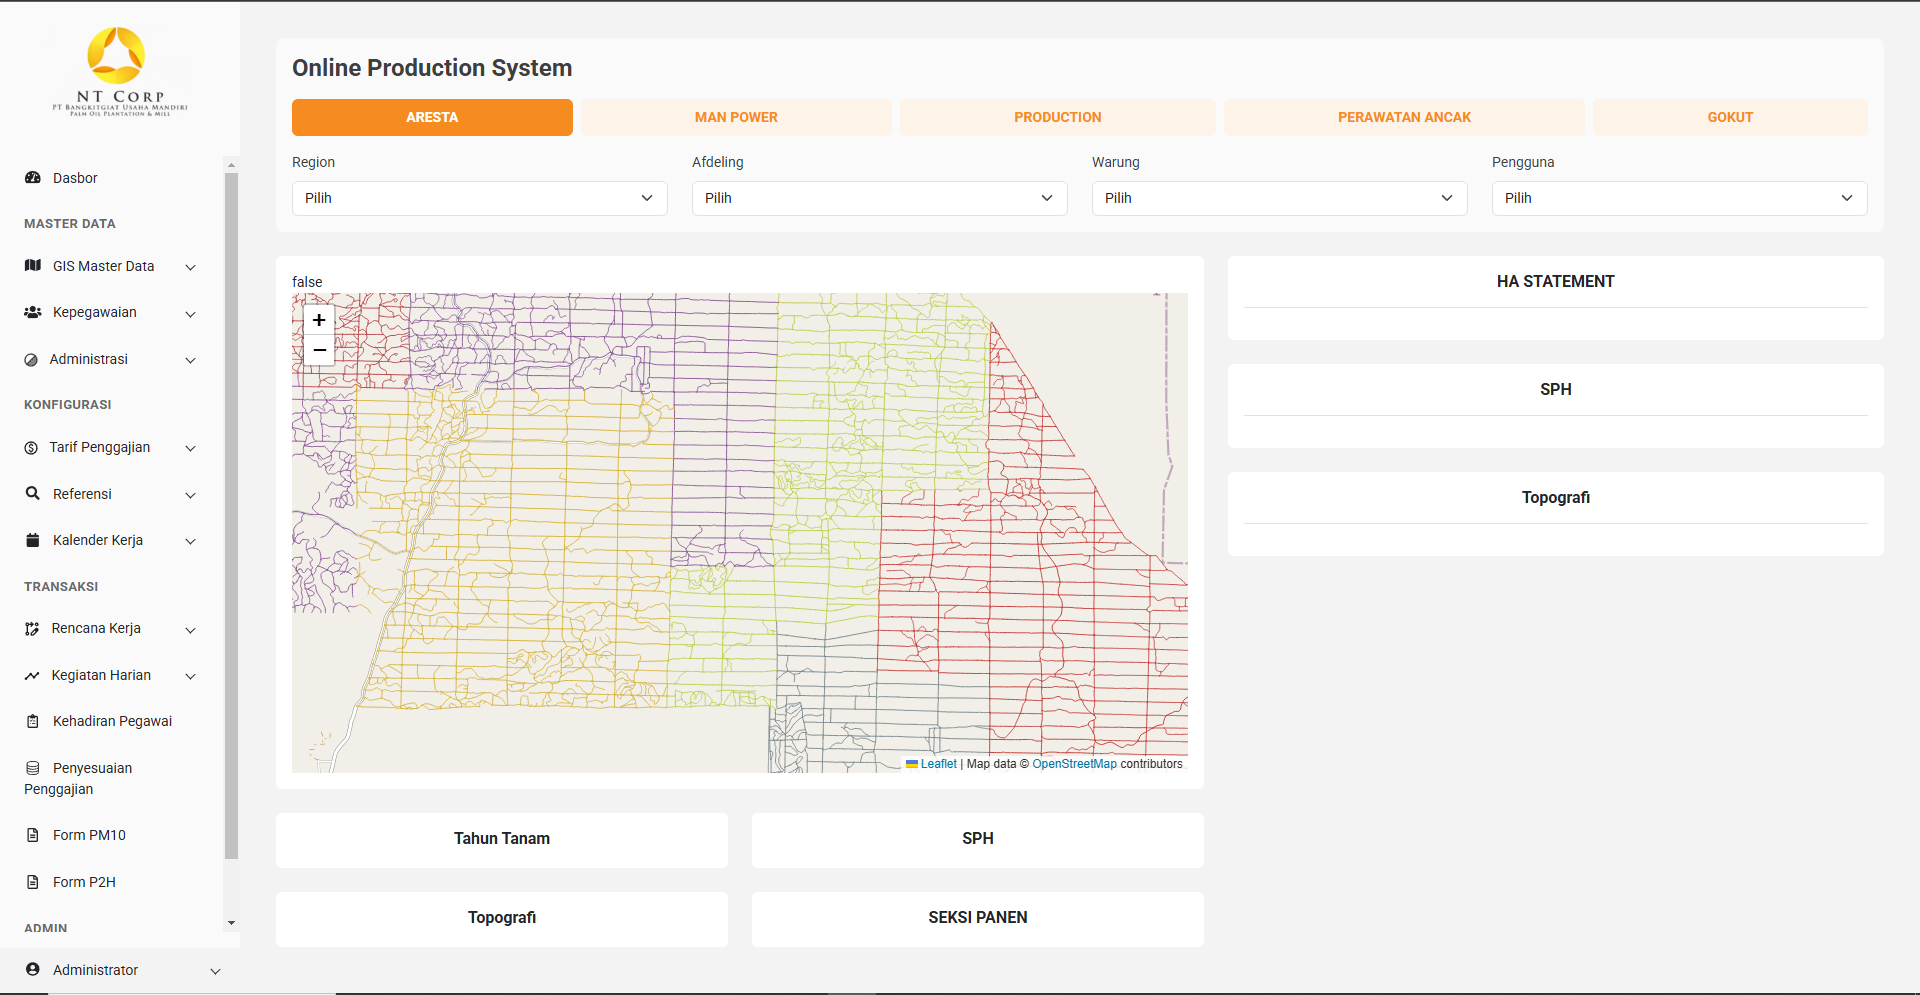 NT CORP
PT BANGKITGIAT USAHA MANDIRI
PALM OIL PLANTATION & MILL
Dasbor
MASTER DATA
GIS Master Data
Kepegawaian
Administrasi
KONFIGURASI
Tarif Penggajian
Referensi
Kalender Kerja
TRANSAKSI
Rencana Kerja
Kegiatan Harian
Kehadiran Pegawai
Penyesuaian
Penggajian
Form PM10
Form P2H
ADMIN
Administrator
Online Production System
ARESTA MAN POWER PRODUCTION PERAWATAN ANCAK GOKUT
Region Afdeling Warung Pengguna
Pilih Pilih Pilih Pilih
false
+
−
Leaflet | Map data © OpenStreetMap contributors
HA STATEMENT
SPH
Topografi
Tahun Tanam SPH
Topografi SEKSI PANEN